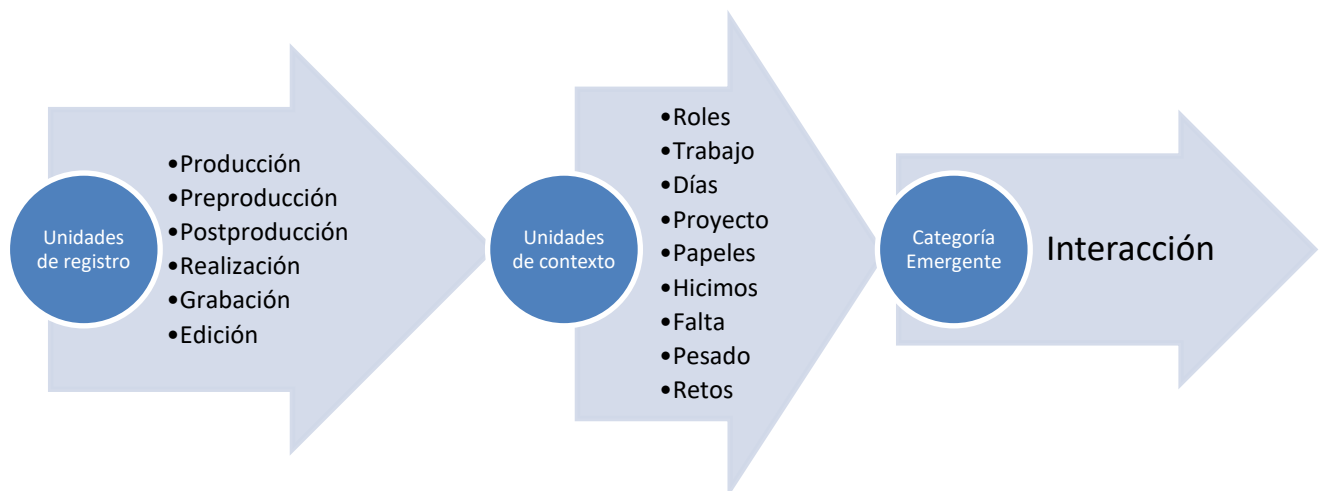 Unidades
de registro
•Producción
•Preproducción
•Postproducción
•Realización
•Grabación
•Edición
Unidades
de contexto
•Roles
•Trabajo
•Días
•Proyecto
•Papeles
•Hicimos
•Falta
•Pesado
•Retos
Categoría
Emergente
Interacción